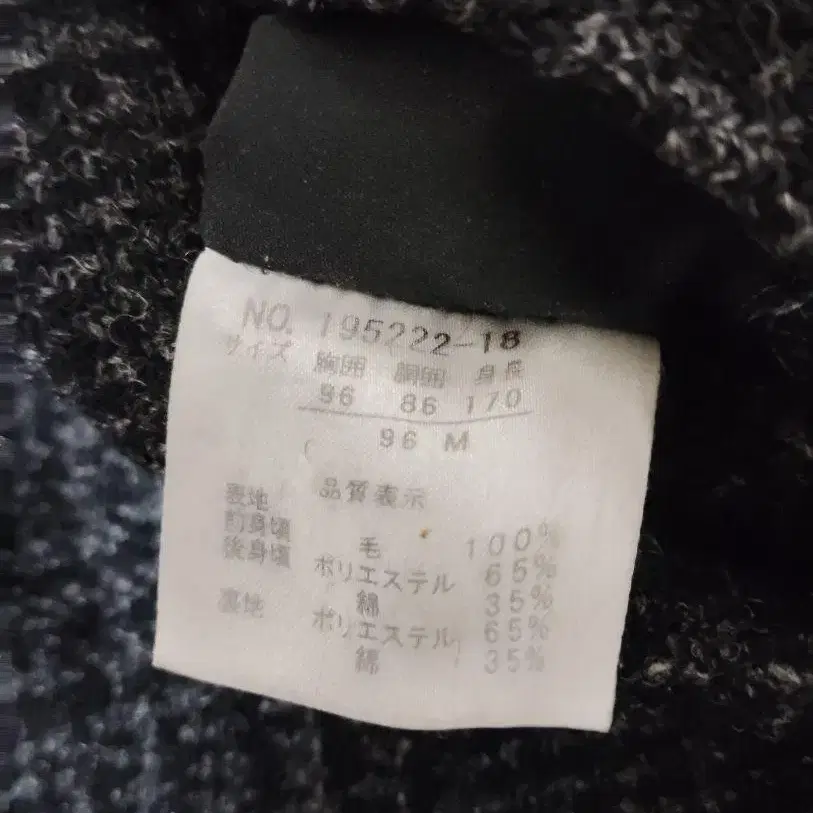 NO. 195222-18
サイズ 胸囲 胴囲 身長
96 86 170
96 M
品質表示
表地
前身頃 毛 100%
後身頃 ポリエステル 65%
綿 35%
裏地 ポリエステル 65%
綿 35%